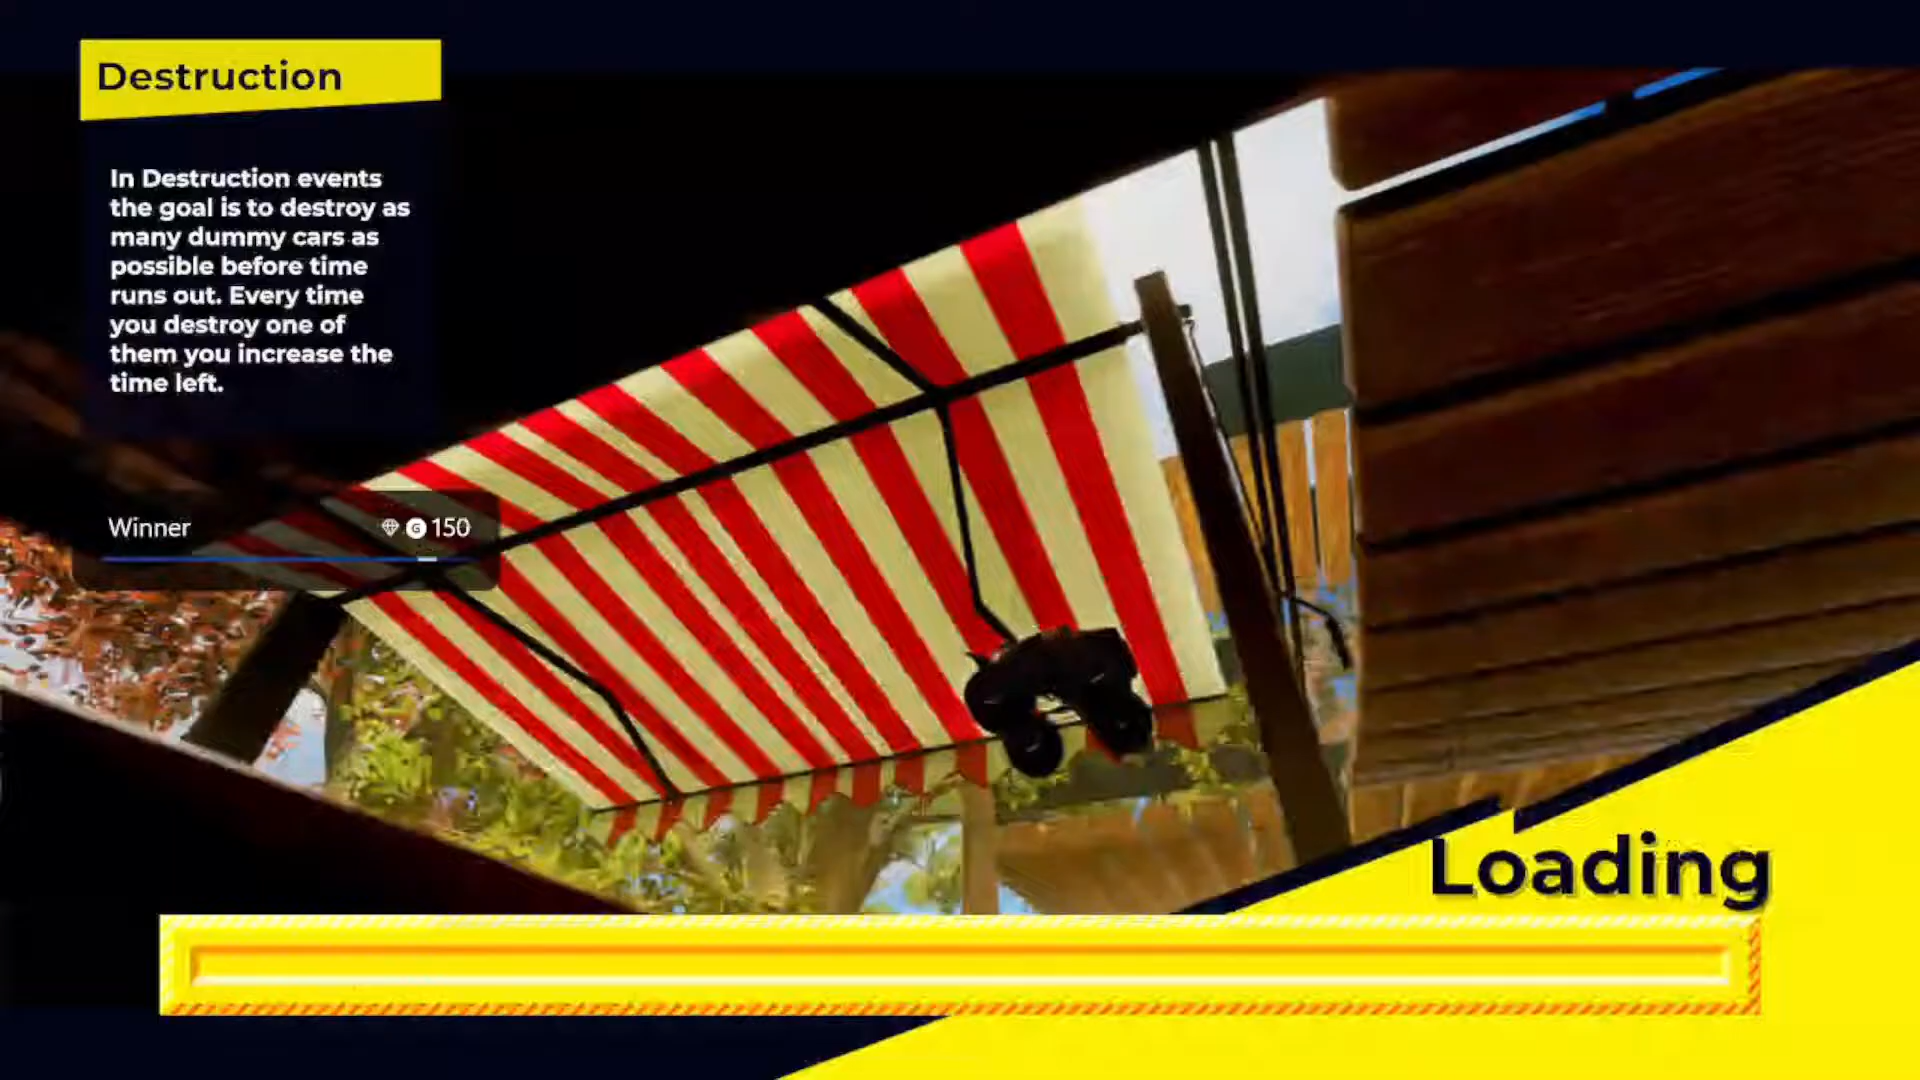 Destruction
In Destruction events
the goal is to destroy as
many dummy cars as
possible before time
runs out. Every time
you destroy one of
them you increase the
time left.
Winner G 150
Loading